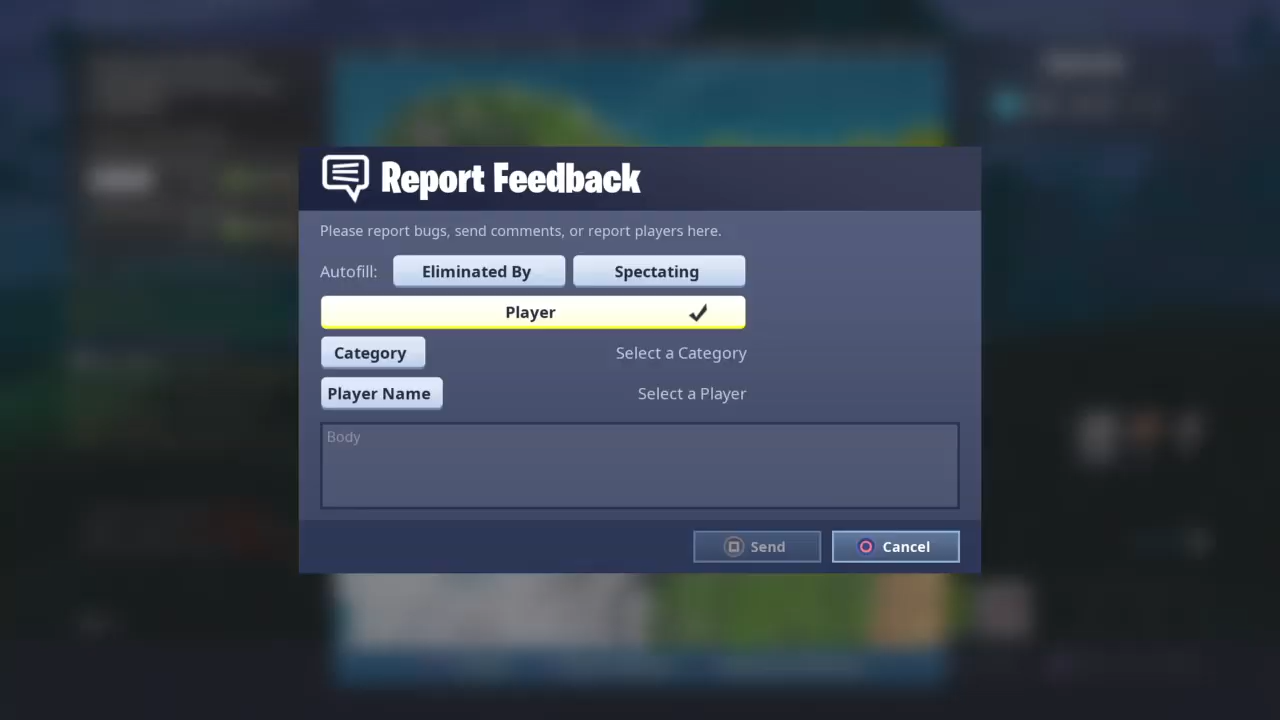 Report Feedback
Please report bugs, send comments, or report players here.
Autofill: Eliminated By Spectating
Player
Category Select a Category
Player Name Select a Player
Body
Send Cancel